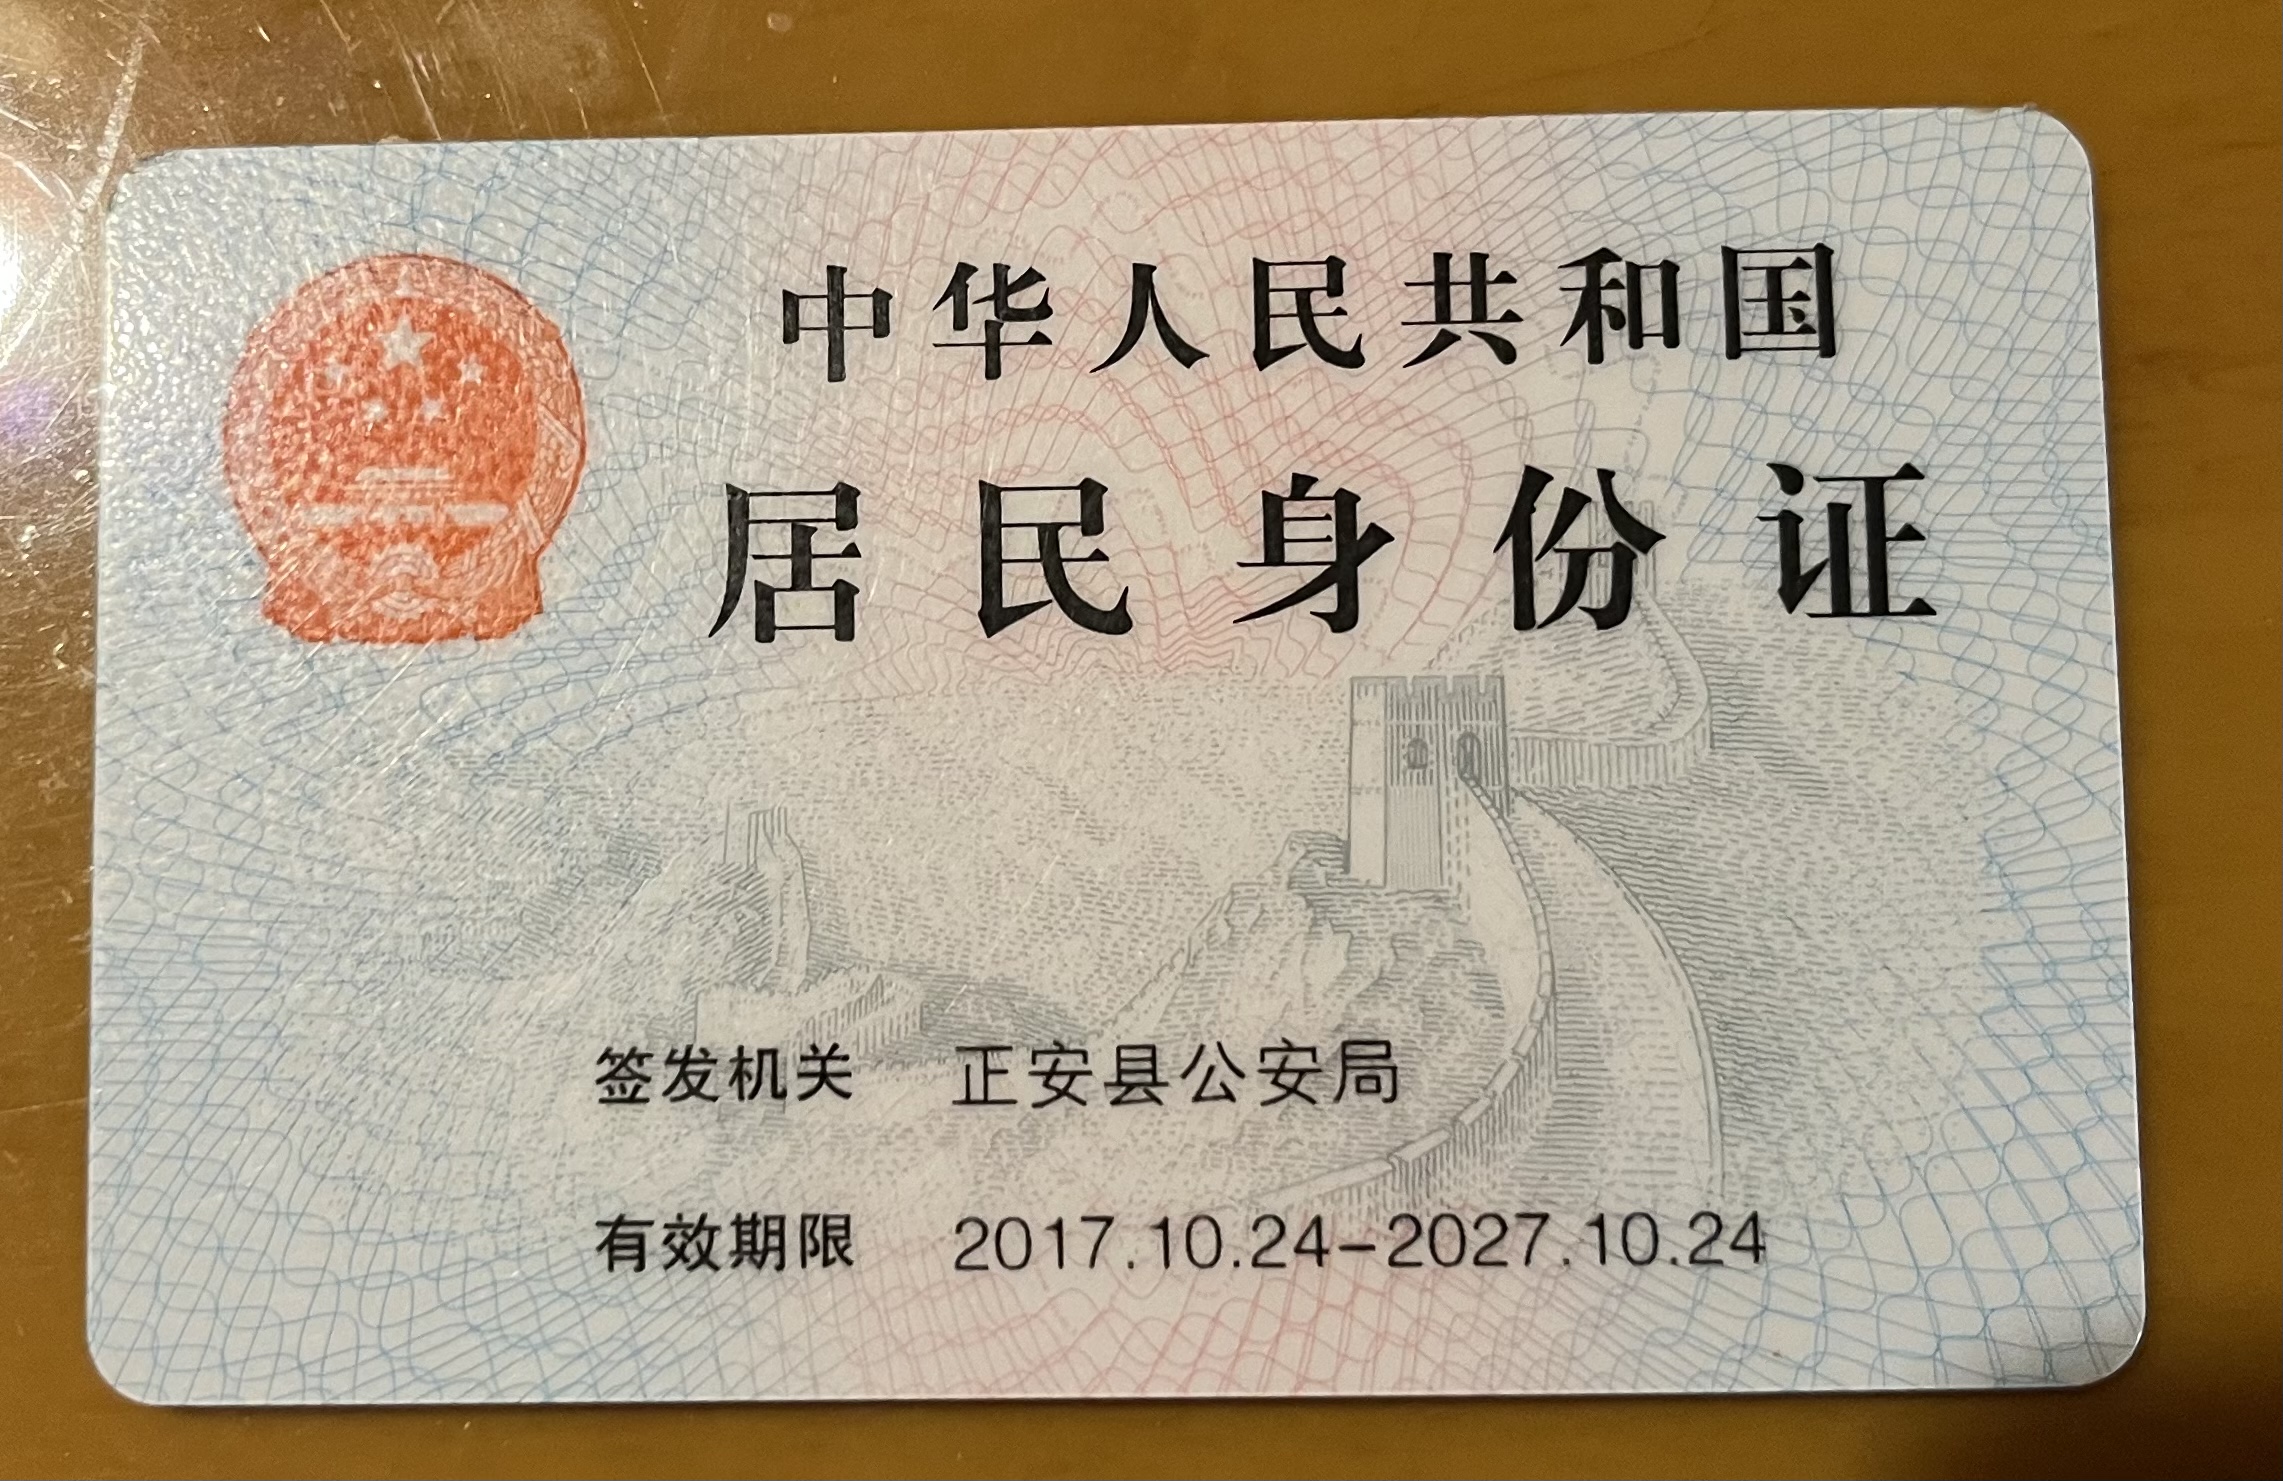 中华人民共和国
居民身份证
签发机关 正安县公安局
有效期限 2017.10.24-2027.10.24